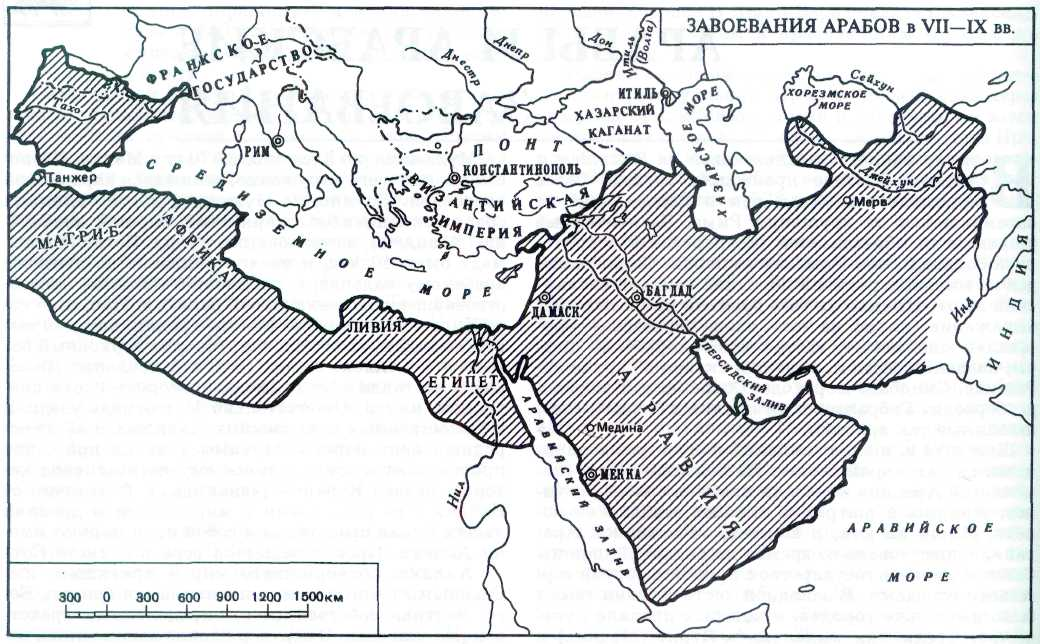 ЗАВОЕВАНИЯ АРАБОВ в VII—IX вв.
ФРАНКСКОЕ
ГОСУДАРСТВО
Днестр
Днепр
Дон
Итиль
(Волга)
ИТИЛЬ
ХАЗАРСКИЙ
КАГАНАТ
ХАЗАРСКОЕ МОРЕ
Сейхун
ХОРЕЗМСКОЕ
МОРЕ
Джейхун
Мерв
Тахо
РИМ
ПОНТ
КОНСТАНТИНОПОЛЬ
ВИЗАНТИЙСКАЯ
ИМПЕРИЯ
Танжер
СРЕДИЗЕМНОЕ МОРЕ
МАГРИБ
АФРИКА
ЛИВИЯ
ЕГИПЕТ
ДАМАСК
БАГДАД
ПЕРСИДСКИЙ
ЗАЛИВ
Инд
ИНДИЯ
АРАВИЯ
Медина
МЕККА
АРАВИЙСКИЙ ЗАЛИВ
Нил
АРАВИЙСКОЕ
МОРЕ
300 0 300 600 900 1200 1500км